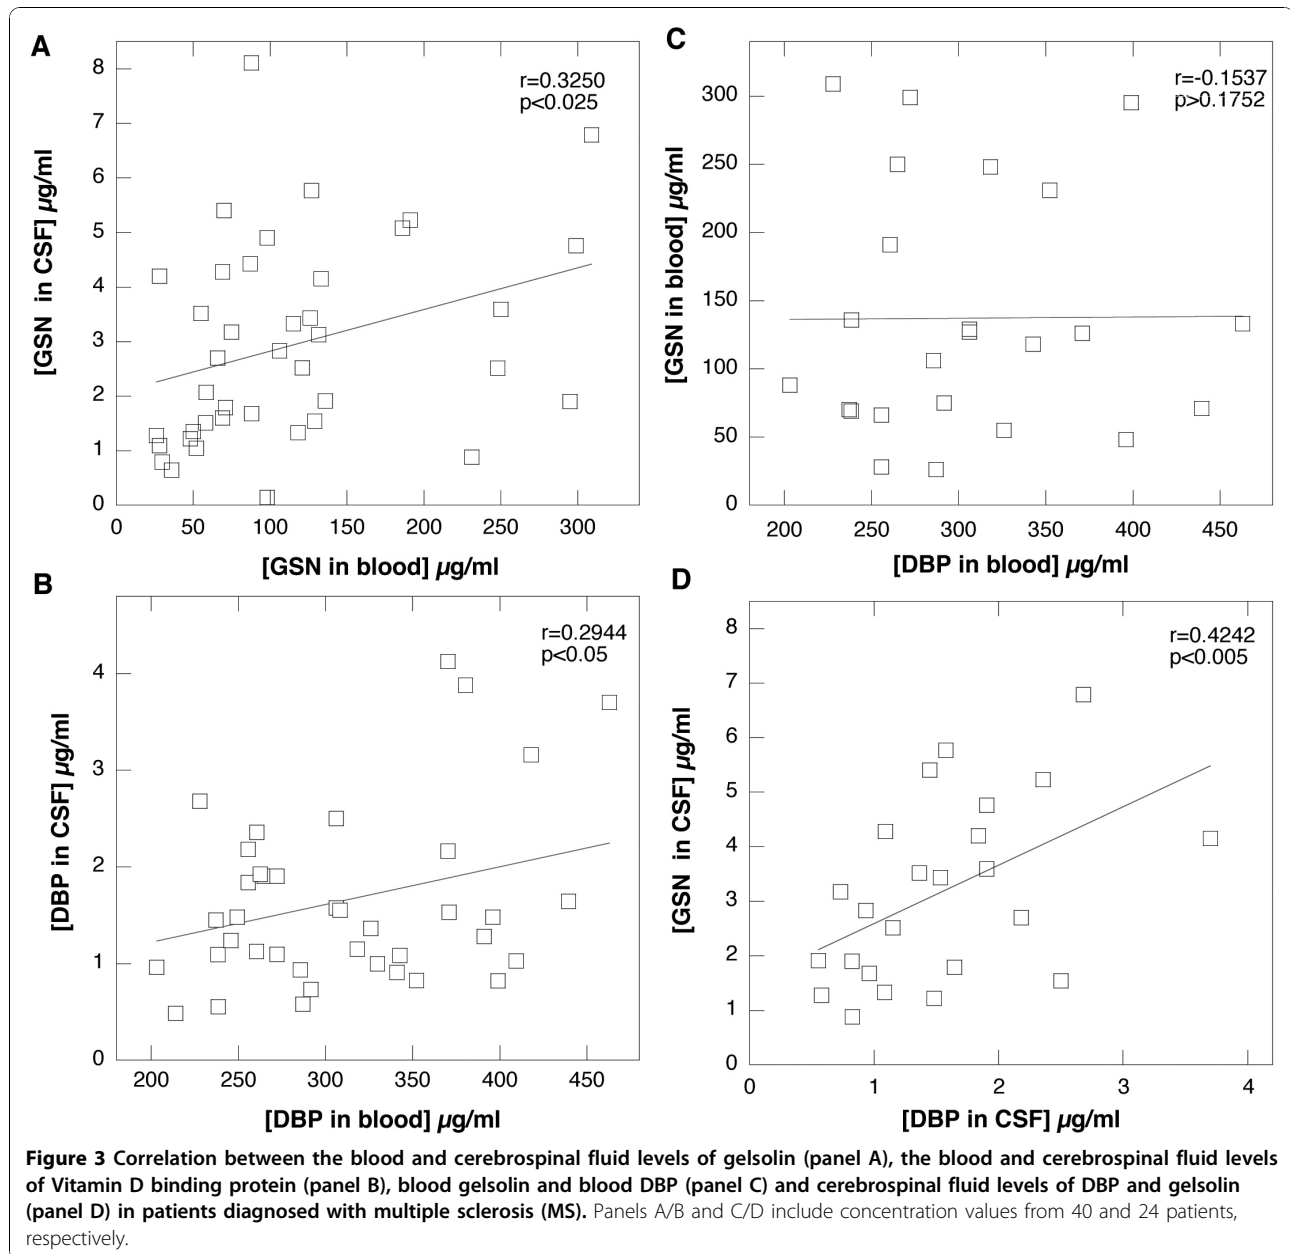 A
r=0.3250
p<0.025
[GSN in CSF] µg/ml
8
7
6
5
4
3
2
1
0
0 50 100 150 200 250 300
[GSN in blood] µg/ml
B
r=0.2944
p<0.05
[DBP in CSF] µg/ml
4
3
2
1
0
200 250 300 350 400 450
[DBP in blood] µg/ml
C
r=-0.1537
p>0.1752
[GSN in blood] µg/ml
300
250
200
150
100
50
0
200 250 300 350 400 450
[DBP in blood] µg/ml
D
r=0.4242
p<0.005
[GSN in CSF] µg/ml
8
7
6
5
4
3
2
1
0
0 1 2 3 4
[DBP in CSF] µg/ml
Figure 3 Correlation between the blood and cerebrospinal fluid levels of gelsolin (panel A), the blood and cerebrospinal fluid levels
of Vitamin D binding protein (panel B), blood gelsolin and blood DBP (panel C) and cerebrospinal fluid levels of DBP and gelsolin
(panel D) in patients diagnosed with multiple sclerosis (MS). Panels A/B and C/D include concentration values from 40 and 24 patients,
respectively.